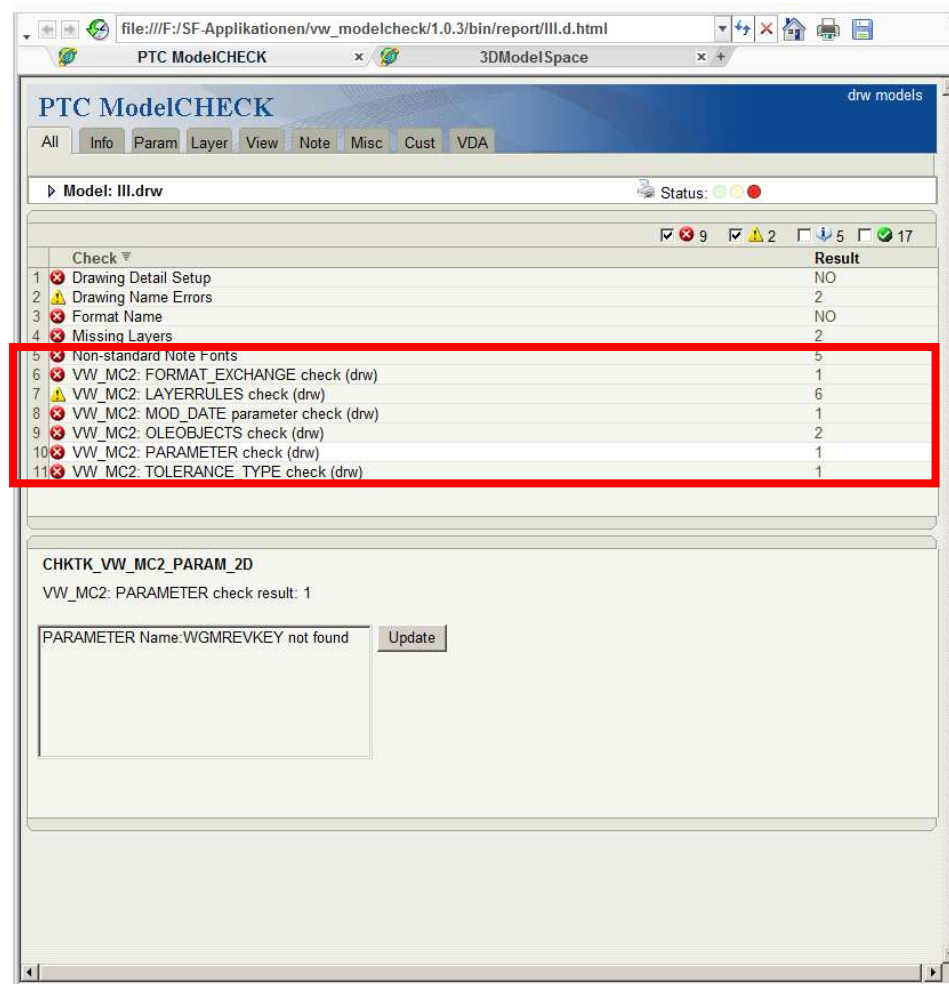 file:///F:/SF-Applikationen/vw_modelcheck/1.0.3/bin/report/III.d.html
PTC ModelCHECK x 3DModelSpace x +
PTC ModelCHECK drw models
All Info Param Layer View Note Misc Cust VDA
Model: III.drw Status:
9 2 5 17
Check Result
1 Drawing Detail Setup NO
2 Drawing Name Errors 2
3 Format Name NO
4 Missing Layers 2
5 Non-standard Note Fonts 5
6 VW_MC2: FORMAT_EXCHANGE check (drw) 1
7 VW_MC2: LAYERRULES check (drw) 6
8 VW_MC2: MOD_DATE parameter check (drw) 1
9 VW_MC2: OLEOBJECTS check (drw) 2
10 VW_MC2: PARAMETER check (drw) 1
11 VW_MC2: TOLERANCE_TYPE check (drw) 1
CHKTK_VW_MC2_PARAM_2D
VW_MC2: PARAMETER check result: 1
PARAMETER Name:WGMREVKEY not found Update